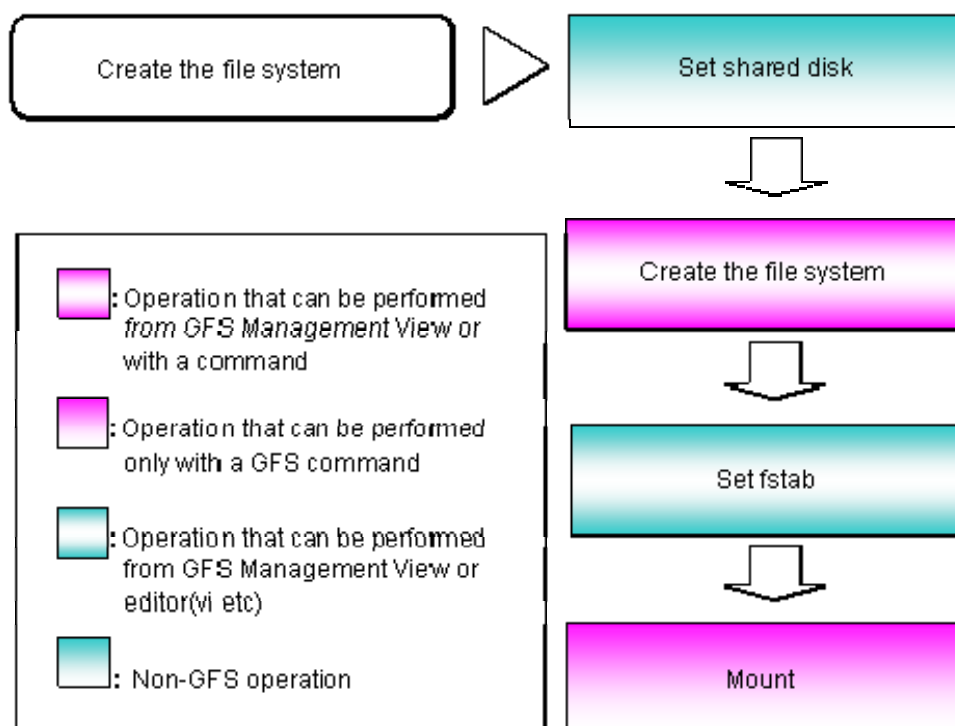 Create the file system
Set shared disk
Create the file system
Set fstab
Mount
: Operation that can be performed
from GFS Management View or
with a command
: Operation that can be performed
only with a GFS command
: Operation that can be performed
from GFS Management View or
editor(vi etc)
: Non-GFS operation